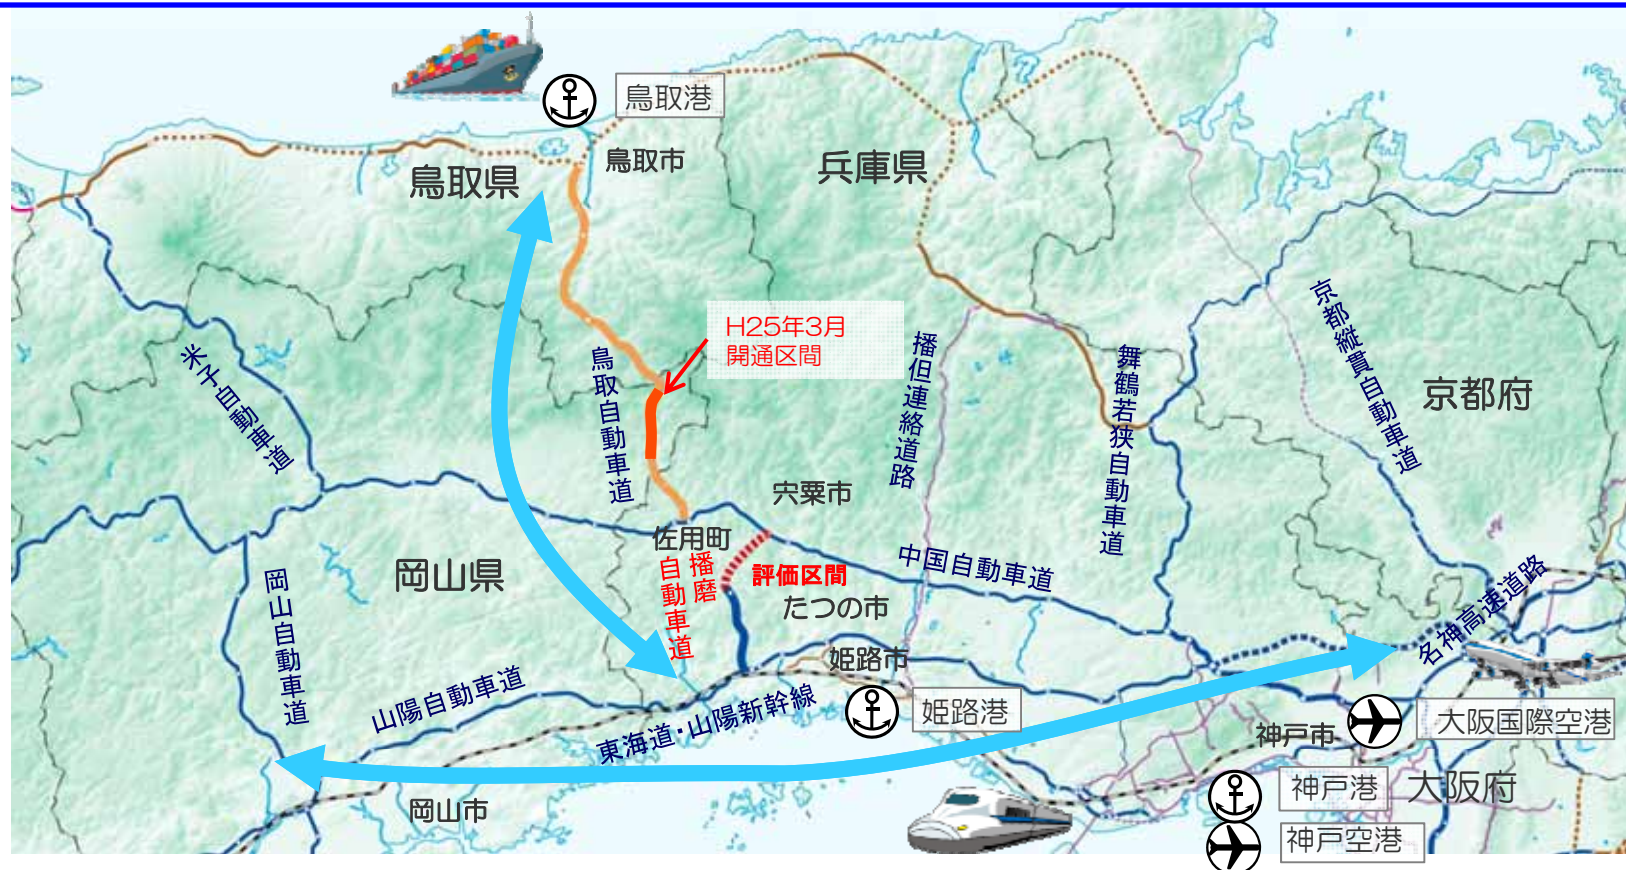 鳥取港
鳥取市
鳥取県
兵庫県
H25年3月
開通区間
米子自動車道
鳥取自動車道
播但連絡道路
舞鶴若狭自動車道
京都縦貫自動車道
京都府
宍粟市
佐用町
播磨
自動車道
評価区間
たつの市
中国自動車道
岡山県
岡山自動車道
山陽自動車道
姫路市
姫路港
東海道・山陽新幹線
名神高速道路
神戸市
大阪国際空港
岡山市
神戸港
大阪府
神戸空港